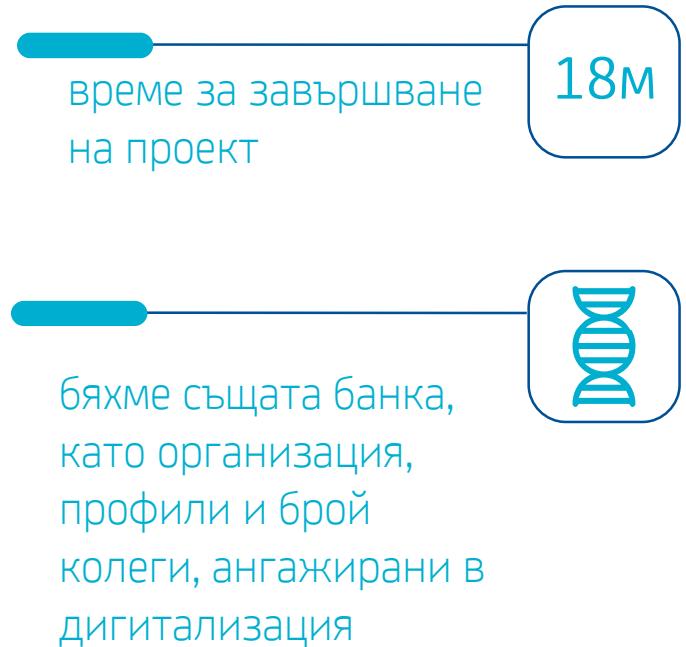 18м
време за завършване
на проект
бяхме същата банка,
като организация,
профили и брой
колеги, ангажирани в
дигитализация